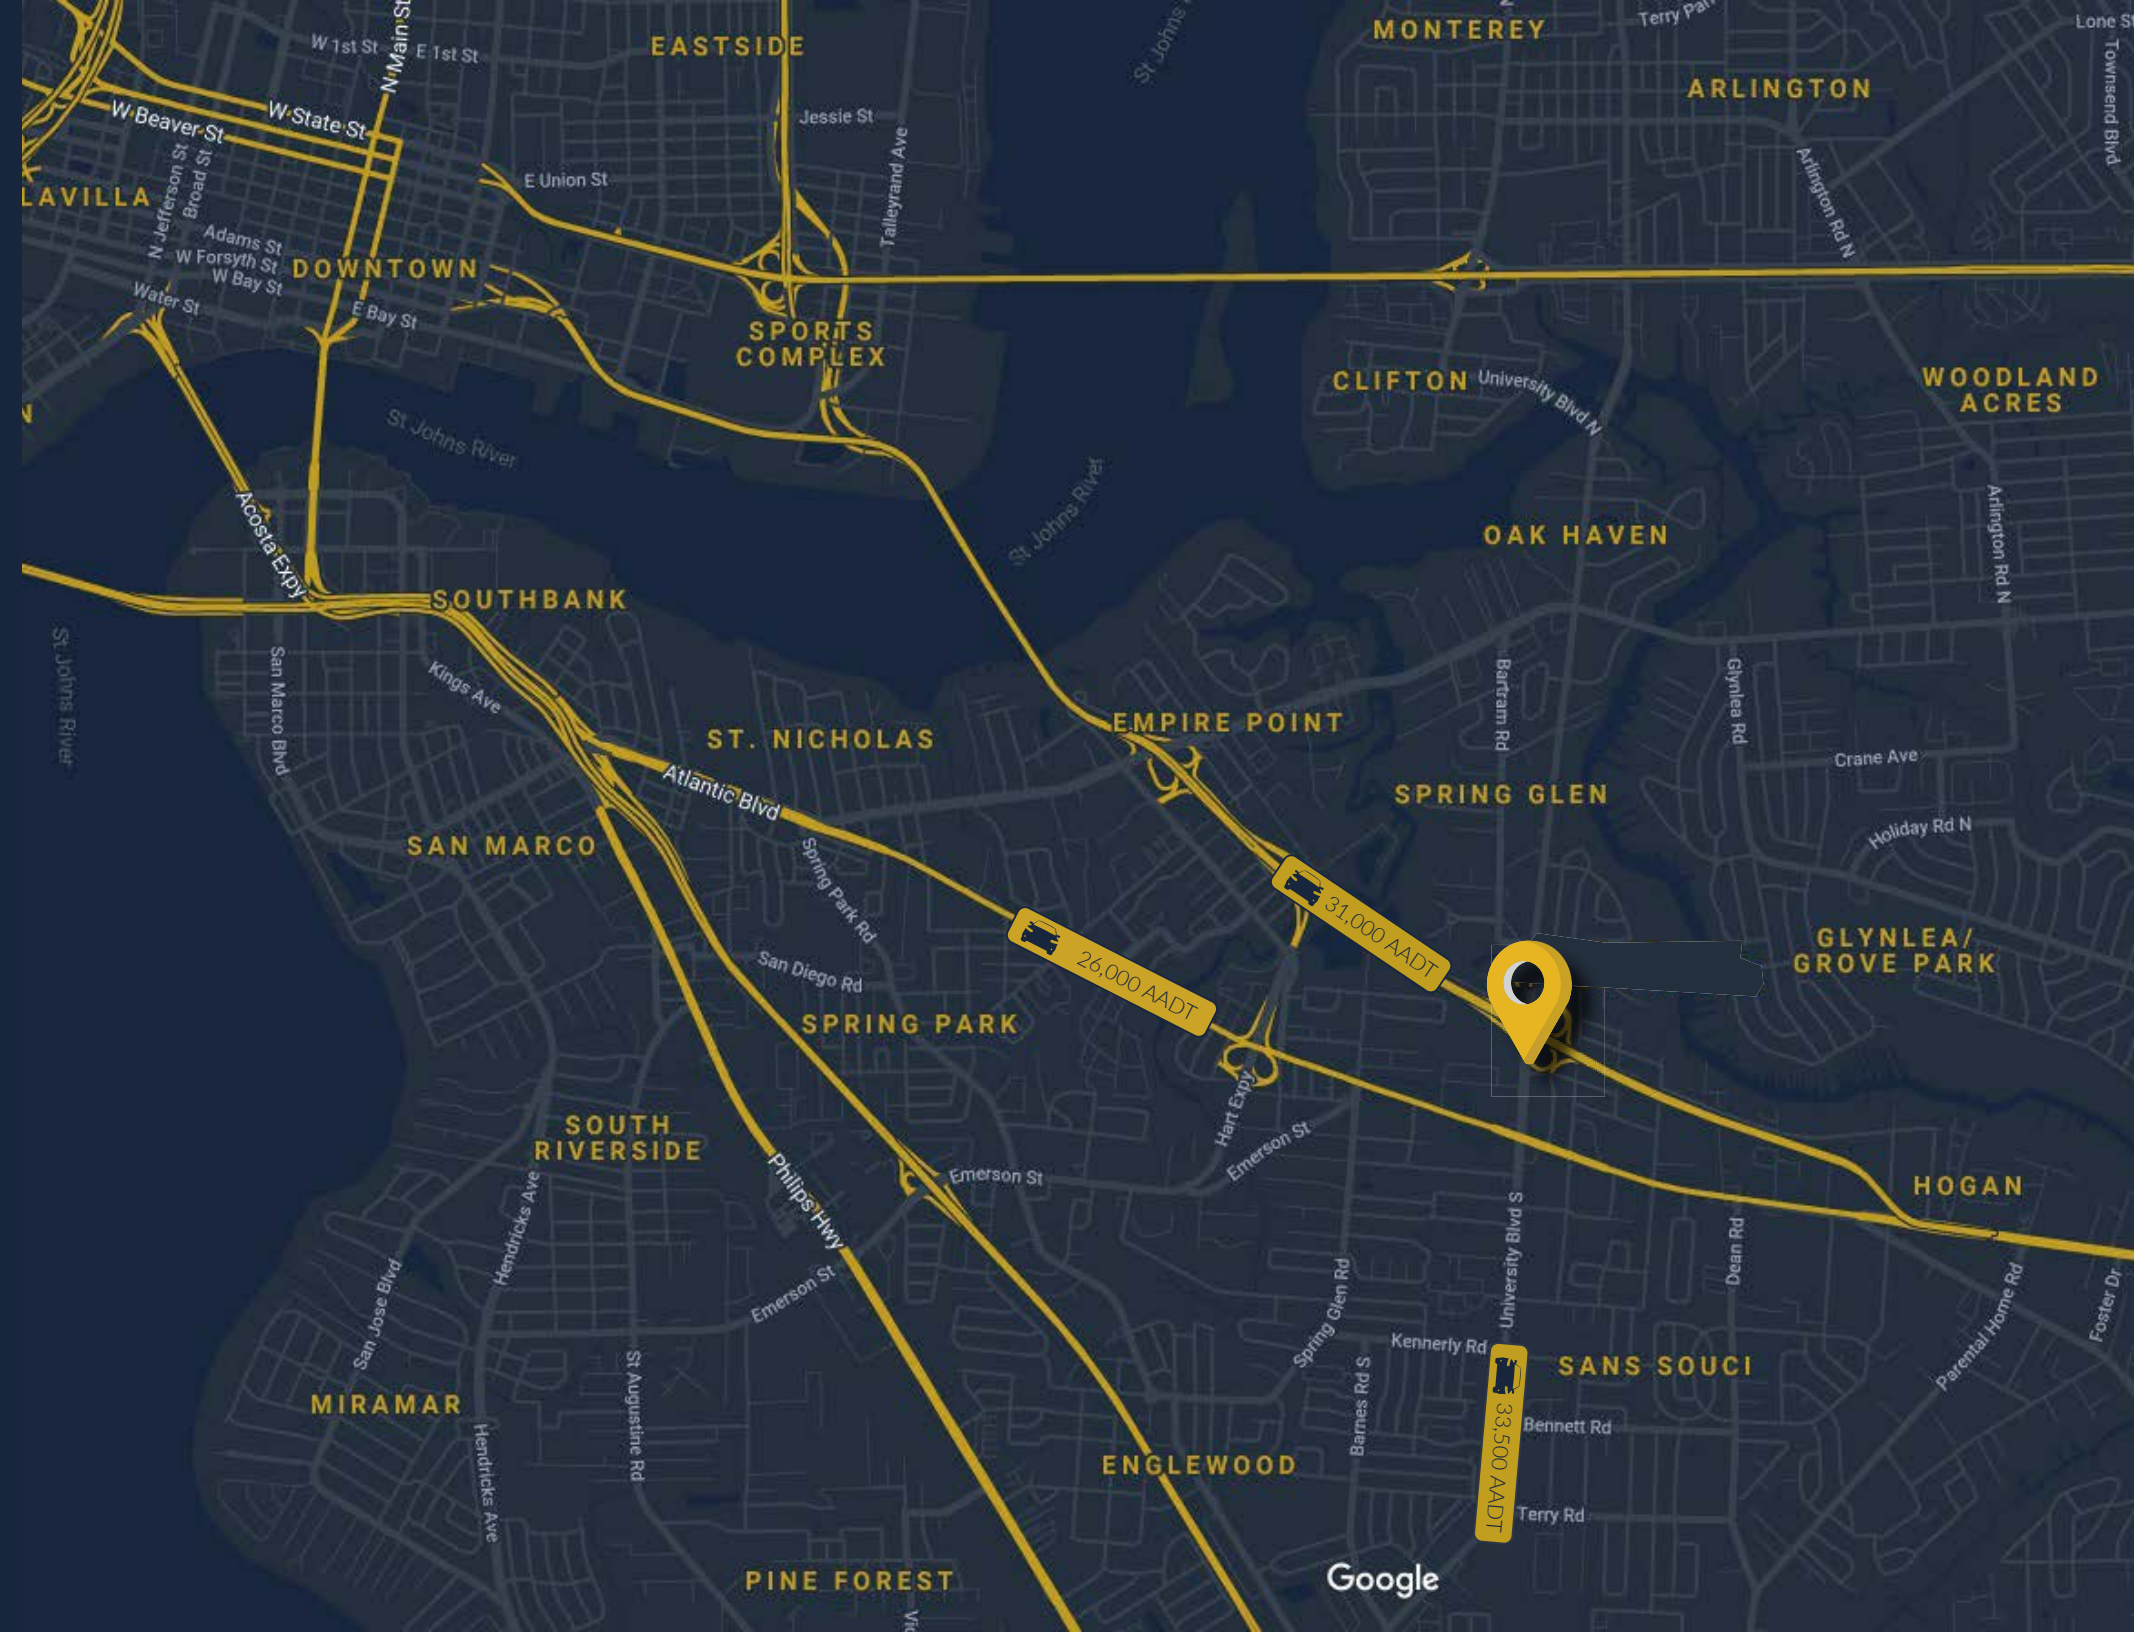 MONTEREY
Lone S
W 1st St
E 1st St
N Main St
EASTSIDE
St Johns
ARLINGTON
Townsend Blvd
W State St
W Beaver St
Jessie St
Talleyrand Ave
Arlington Rd N
E Union St
LAVILLA
N Jefferson St
Broad St
Adams St
W Forsyth St
W Bay St
DOWNTOWN
Water St
E Bay St
SPORTS
COMPLEX
CLIFTON
University Blvd N
WOODLAND
ACRES
N
St Johns River
St Johns River
Acosta Expy
OAK HAVEN
Arlington Rd N
SOUTHBANK
St Johns River
San Marco Blvd
Kings Ave
ST. NICHOLAS
EMPIRE POINT
Bartram Rd
Glynlea Rd
Crane Ave
Atlantic Blvd
SPRING GLEN
Holiday Rd N
SAN MARCO
Spring Park Rd
31,000 AADT
26,000 AADT
GLYNLEA/
GROVE PARK
San Diego Rd
SPRING PARK
Hart Expy
Emerson St
SOUTH
RIVERSIDE
Emerson St
Philips Hwy
HOGAN
Hendricks Ave
University Blvd S
Dean Rd
San Jose Blvd
Emerson St
Spring Glen Rd
Parental Home Rd
Foster Dr
Kennerly Rd
SANS SOUCI
St Augustine Rd
Barnes Rd S
MIRAMAR
33,500 AADT
Bennett Rd
Hendricks Ave
ENGLEWOOD
Terry Rd
PINE FOREST
Google